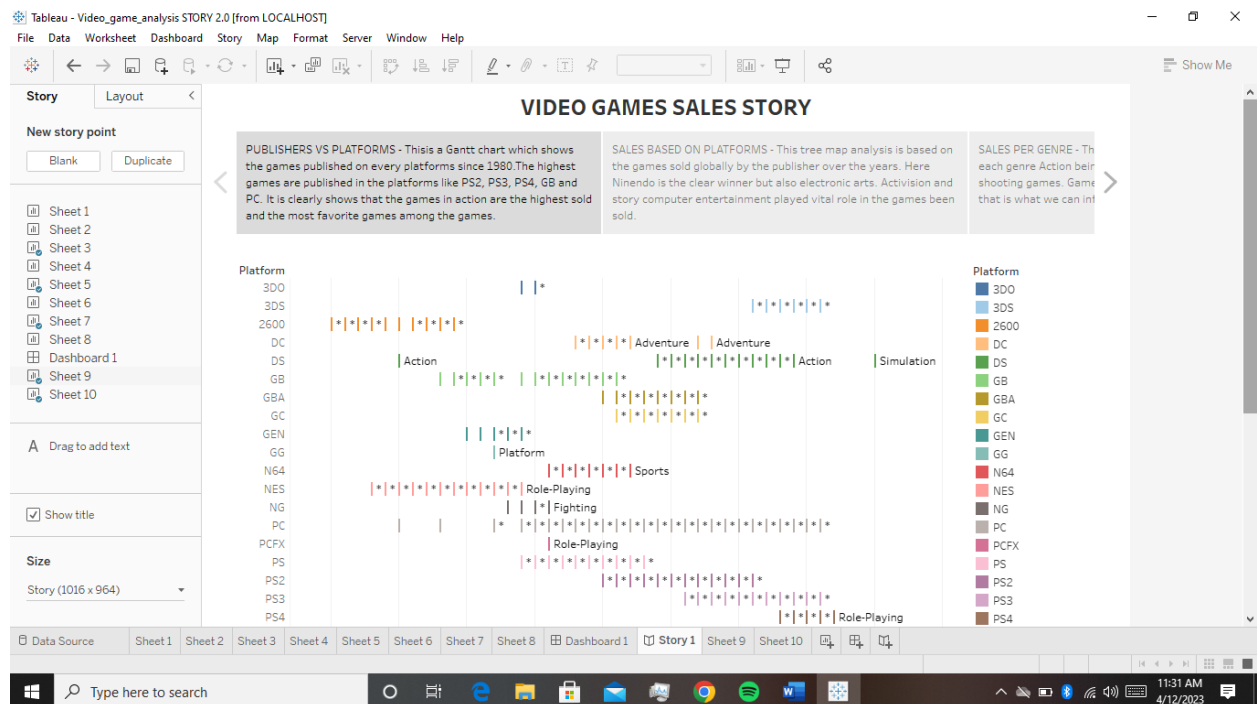 Tableau - Video_game_analysis STORY 2.0 [from LOCALHOST]
File Data Worksheet Dashboard Story Map Format Server Window Help
Show Me
Story Layout
New story point
Blank Duplicate
Sheet 1
Sheet 2
Sheet 3
Sheet 4
Sheet 5
Sheet 6
Sheet 7
Sheet 8
Dashboard 1
Sheet 9
Sheet 10
A Drag to add text
Show title
Size
Story (1016 x 964)
VIDEO GAMES SALES STORY
PUBLISHERS VS PLATFORMS - Thisis a Gantt chart which shows
the games published on every platforms since 1980.The highest
games are published in the platforms like PS2, PS3, PS4, GB and
PC. It is clearly shows that the games in action are the highest sold
and the most favorite games among the games.
SALES BASED ON PLATFORMS - This tree map analysis is based on
the games sold globally by the publisher over the years. Here
Ninendo is the clear winner but also electronic arts. Activision and
story computer entertainment played vital role in the games been
sold.
SALES PER GENRE - Th
each genre Action bein
shooting games. Game
that is what we can inf
Platform
3DO *
3DS * * * * * *
2600 * * * * * * * *
DC * * * * Adventure Adventure
DS Action * * * * * * * * * * Action Simulation
GB * * * * * * * * * * *
GBA * * * * * * *
GC * * * * * * *
GEN * * *
GG Platform
N64 * * * * * * Sports
NES * * * * * * * * * * * Role-Playing
NG * Fighting
PC * * * * * * * * * * * * * * * * * * * * * * * *
PCFX Role-Playing
PS * * * * * * * * * *
PS2 * * * * * * * * * * * *
PS3 * * * * * * * * * * *
PS4 * * * * Role-Playing
Platform
3DO
3DS
2600
DC
DS
GB
GBA
GC
GEN
GG
N64
NES
NG
PC
PCFX
PS
PS2
PS3
PS4
Data Source Sheet 1 Sheet 2 Sheet 3 Sheet 4 Sheet 5 Sheet 6 Sheet 7 Sheet 8 Dashboard 1 Story 1 Sheet 9 Sheet 10
Type here to search
11:31 AM
4/12/2023